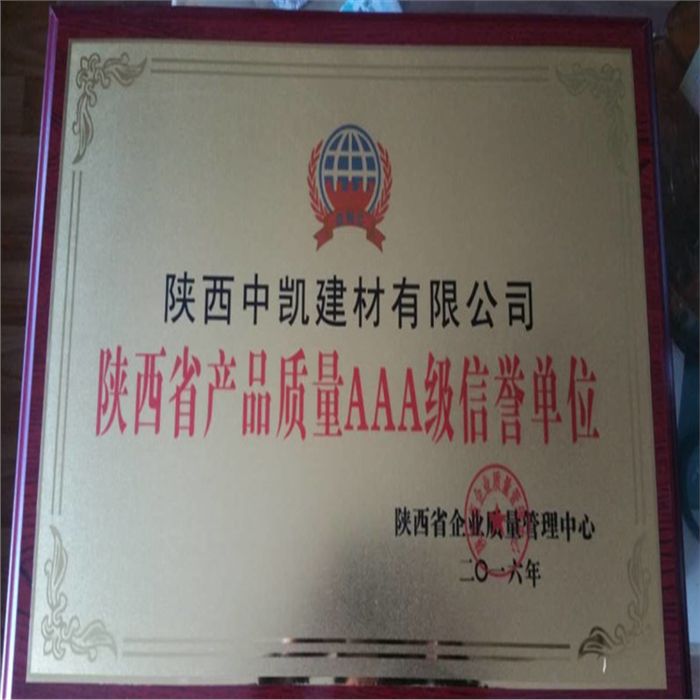 陕西中凯建材有限公司
陕西省产品质量AAA级信誉单位
陕西省企业质量管理中心
二〇一六年